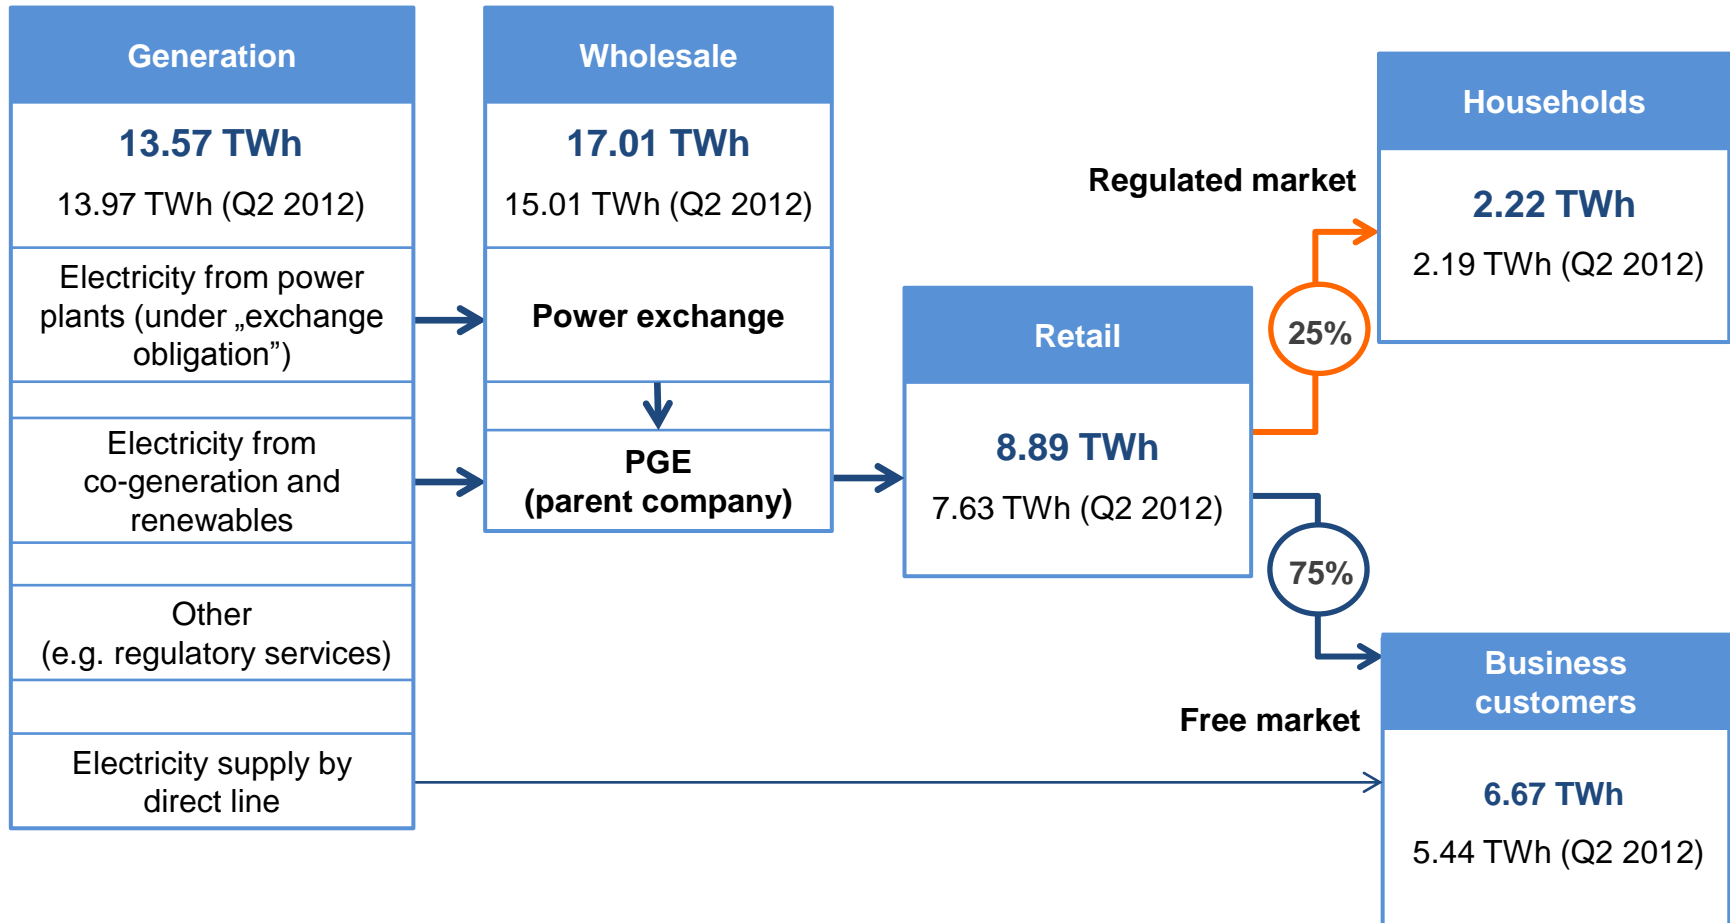 Generation
13.57 TWh
13.97 TWh (Q2 2012)
Electricity from power
plants (under „exchange
obligation”)
Electricity from
co-generation and
renewables
Other
(e.g. regulatory services)
Electricity supply by
direct line
Wholesale
17.01 TWh
15.01 TWh (Q2 2012)
Power exchange
PGE
(parent company)
Retail
8.89 TWh
7.63 TWh (Q2 2012)
Regulated market
25%
Households
2.22 TWh
2.19 TWh (Q2 2012)
75%
Free market
Business
customers
6.67 TWh
5.44 TWh (Q2 2012)